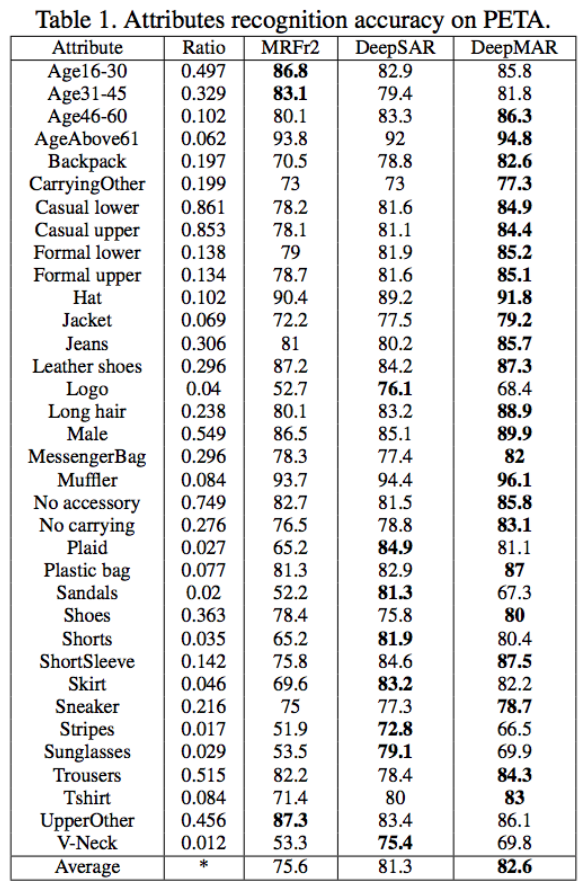 Table 1. Attributes recognition accuracy on PETA.
Attribute Ratio MRFr2 DeepSAR DeepMAR
Age16-30 0.497 86.8 82.9 85.8
Age31-45 0.329 83.1 79.4 81.8
Age46-60 0.102 80.1 83.3 86.3
AgeAbove61 0.062 93.8 92 94.8
Backpack 0.197 70.5 78.8 82.6
CarryingOther 0.199 73 73 77.3
Casual lower 0.861 78.2 81.6 84.9
Casual upper 0.853 78.1 81.1 84.4
Formal lower 0.138 79 81.9 85.2
Formal upper 0.134 78.7 81.6 85.1
Hat 0.102 90.4 89.2 91.8
Jacket 0.069 72.2 77.5 79.2
Jeans 0.306 81 80.2 85.7
Leather shoes 0.296 87.2 84.2 87.3
Logo 0.04 52.7 76.1 68.4
Long hair 0.238 80.1 83.2 88.9
Male 0.549 86.5 85.1 89.9
MessengerBag 0.296 78.3 77.4 82
Muffler 0.084 93.7 94.4 96.1
No accessory 0.749 82.7 81.5 85.8
No carrying 0.276 76.5 78.8 83.1
Plaid 0.027 65.2 84.9 81.1
Plastic bag 0.077 81.3 82.9 87
Sandals 0.02 52.2 81.3 67.3
Shoes 0.363 78.4 75.8 80
Shorts 0.035 65.2 81.9 80.4
ShortSleeve 0.142 75.8 84.6 87.5
Skirt 0.046 69.6 83.2 82.2
Sneaker 0.216 75 77.3 78.7
Stripes 0.017 51.9 72.8 66.5
Sunglasses 0.029 53.5 79.1 69.9
Trousers 0.515 82.2 78.4 84.3
Tshirt 0.084 71.4 80 83
UpperOther 0.456 87.3 83.4 86.1
V-Neck 0.012 53.3 75.4 69.8
Average * 75.6 81.3 82.6